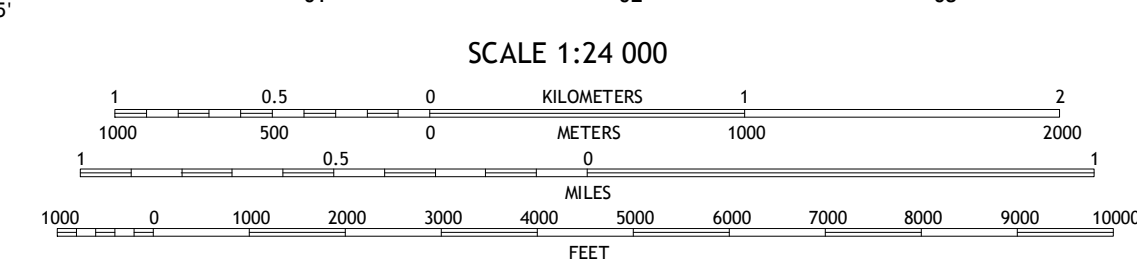 5'
SCALE 1:24 000
1 0.5 0 KILOMETERS 1 2
1000 500 0 METERS 1000 2000
1 0.5 0 1
MILES
1000 0 1000 2000 3000 4000 5000 6000 7000 8000 9000 10000
FEET